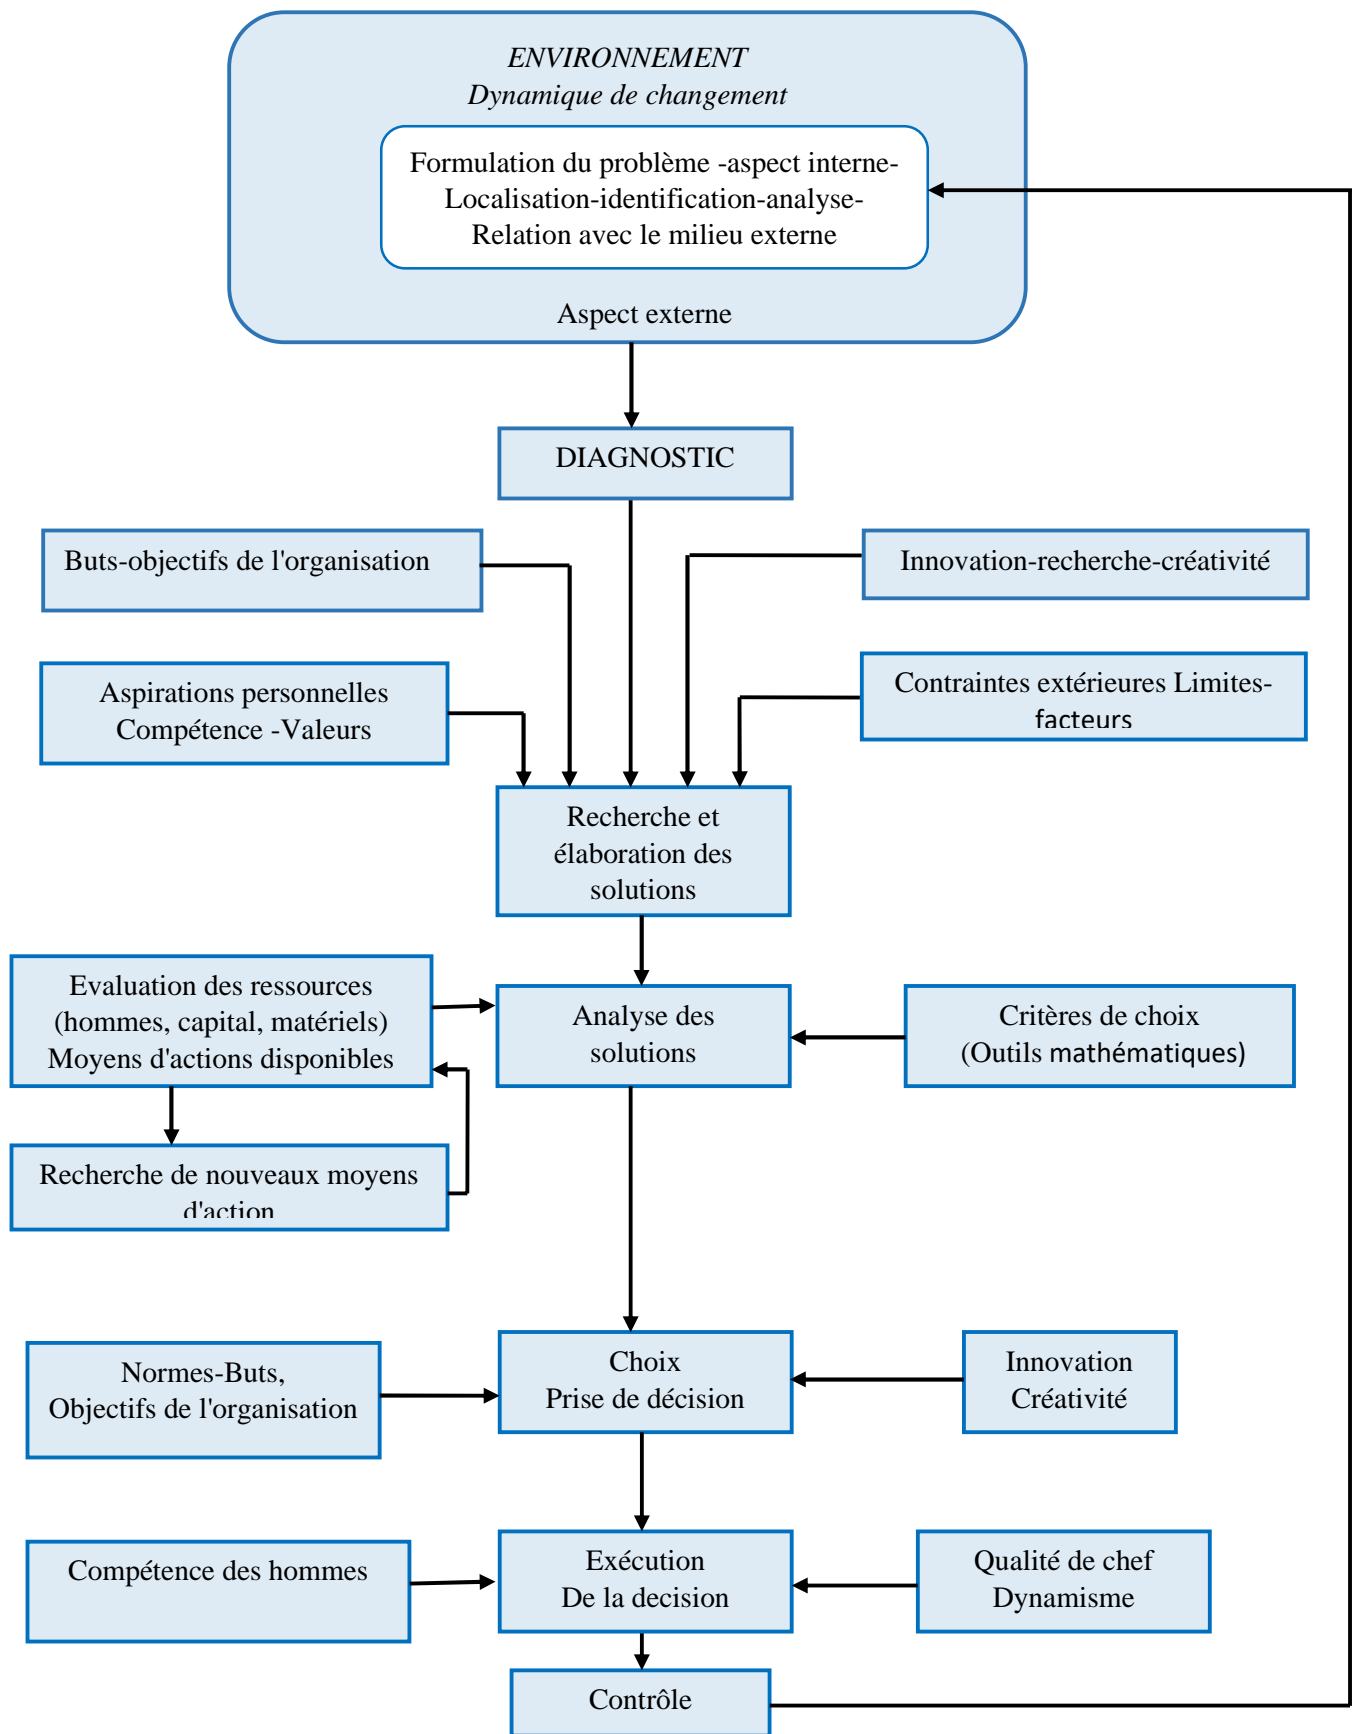 ENVIRONNEMENT
Dynamique de changement
Formulation du problème -aspect interne-
Localisation-identification-analyse-
Relation avec le milieu externe
Aspect externe
DIAGNOSTIC
Buts-objectifs de l'organisation
Innovation-recherche-créativité
Aspirations personnelles
Compétence -Valeurs
Contraintes extérieures Limites-
facteurs
Recherche et
élaboration des
solutions
Evaluation des ressources
(hommes, capital, matériels)
Moyens d'actions disponibles
Analyse des
solutions
Critères de choix
(Outils mathématiques)
Recherche de nouveaux moyens
d'action
Normes-Buts,
Objectifs de l'organisation
Choix
Prise de décision
Innovation
Créativité
Compétence des hommes
Exécution
De la decision
Qualité de chef
Dynamisme
Contrôle